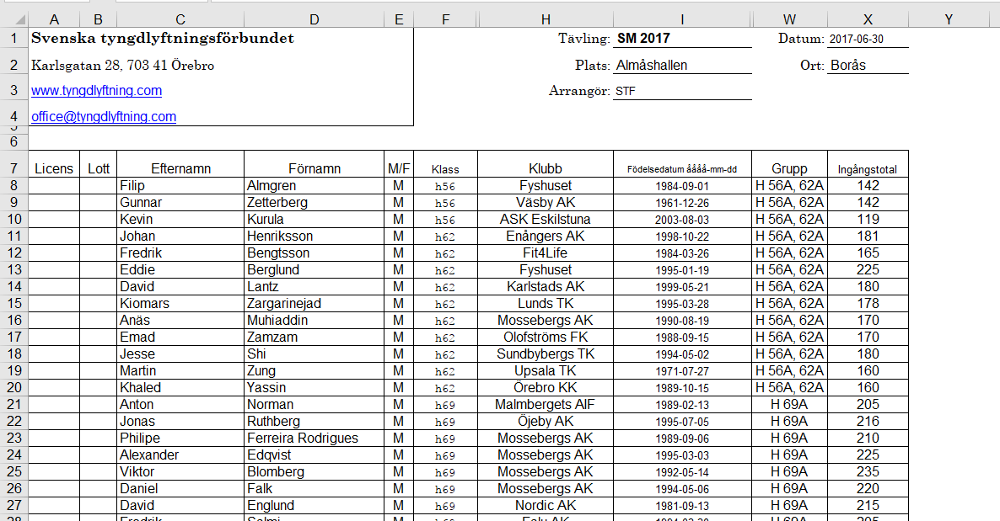 A B C D E F H I W X Y
1 Svenska tyngdlyftningsförbundet Tävling: SM 2017 Datum: 2017-06-30
2 Karlsgatan 28, 703 41 Örebro Plats: Almåshallen Ort: Borås
3 www.tyngdlyftning.com Arrangör: STF
4 office@tyngdlyftning.com
5
6
7 Licens Lott Efternamn Förnamn M/F Klass Klubb Födelsedatum åååå-mm-dd Grupp Ingångstotal
8 Filip Almgren M h56 Fyshuset 1984-09-01 H 56A, 62A 142
9 Gunnar Zetterberg M h56 Väsby AK 1961-12-26 H 56A, 62A 142
10 Kevin Kurula M h56 ASK Eskilstuna 2003-08-03 H 56A, 62A 119
11 Johan Henriksson M h62 Enångers AK 1998-10-22 H 56A, 62A 181
12 Fredrik Bengtsson M h62 Fit4Life 1984-03-26 H 56A, 62A 165
13 Eddie Berglund M h62 Fyshuset 1995-01-19 H 56A, 62A 225
14 David Lantz M h62 Karlstads AK 1999-05-21 H 56A, 62A 180
15 Kiomars Zargarinejad M h62 Lunds TK 1995-03-28 H 56A, 62A 178
16 Anäs Muhiaddin M h62 Mossebergs AK 1990-08-19 H 56A, 62A 170
17 Emad Zamzam M h62 Olofströms FK 1988-09-15 H 56A, 62A 170
18 Jesse Shi M h62 Sundbybergs TK 1994-05-02 H 56A, 62A 180
19 Martin Zung M h62 Upsala TK 1971-07-27 H 56A, 62A 160
20 Khaled Yassin M h62 Örebro KK 1989-10-15 H 56A, 62A 160
21 Anton Norman M h69 Malmbergets AIF 1989-02-13 H 69A 205
22 Jonas Ruthberg M h69 Öjeby AK 1995-07-05 H 69A 216
23 Philipe Ferreira Rodrigues M h69 Mossebergs AK 1989-09-06 H 69A 210
24 Alexander Edqvist M h69 Mossebergs AK 1995-03-03 H 69A 225
25 Viktor Blomberg M h69 Mossebergs AK 1992-05-14 H 69A 235
26 Daniel Falk M h69 Mossebergs AK 1994-05-06 H 69A 220
27 David Englund M h69 Nordic AK 1981-09-13 H 69A 215